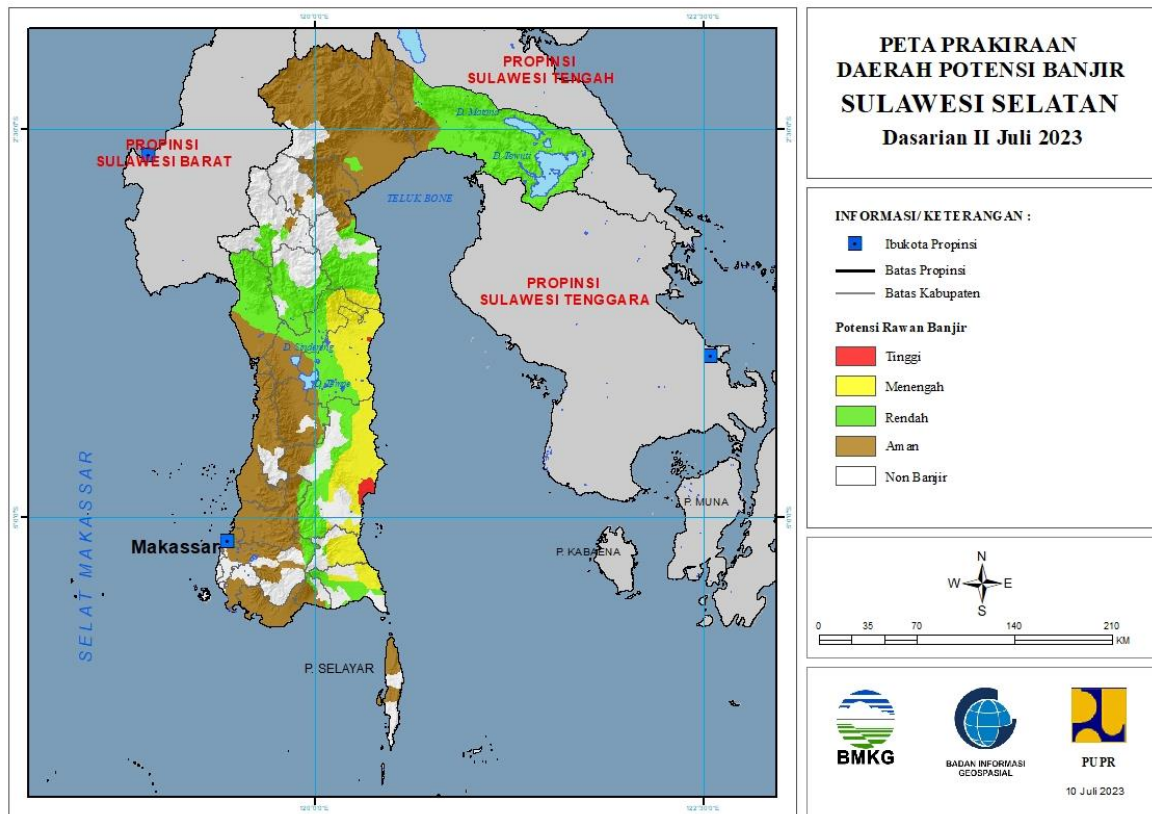 PROPINSI
SULAWESI TENGAH
PROPINSI
SULAWESI BARAT
D. Matana
D. Towuti
TELUK BONE
PROPINSI
SULAWESI TENGGARA
D. Sidenreng
D. Tempe
SELAT MAKASSAR
Makassar
P. MUNA
P. KABAENA
P. SELAYAR
PETA PRAKIRAAN
DAERAH POTENSI BANJIR
SULAWESI SELATAN
Dasarian II Juli 2023
INFORMASI/ KETERANGAN :
Ibukota Propinsi
Batas Propinsi
Batas Kabupaten
Potensi Rawan Banjir
Tinggi
Menengah
Rendah
Aman
Non Banjir
N
W E
S
0 35 70 140 210
KM
BMKG
BADAN INFORMASI
GEOSPASIAL
PUPR
10 Juli 2023